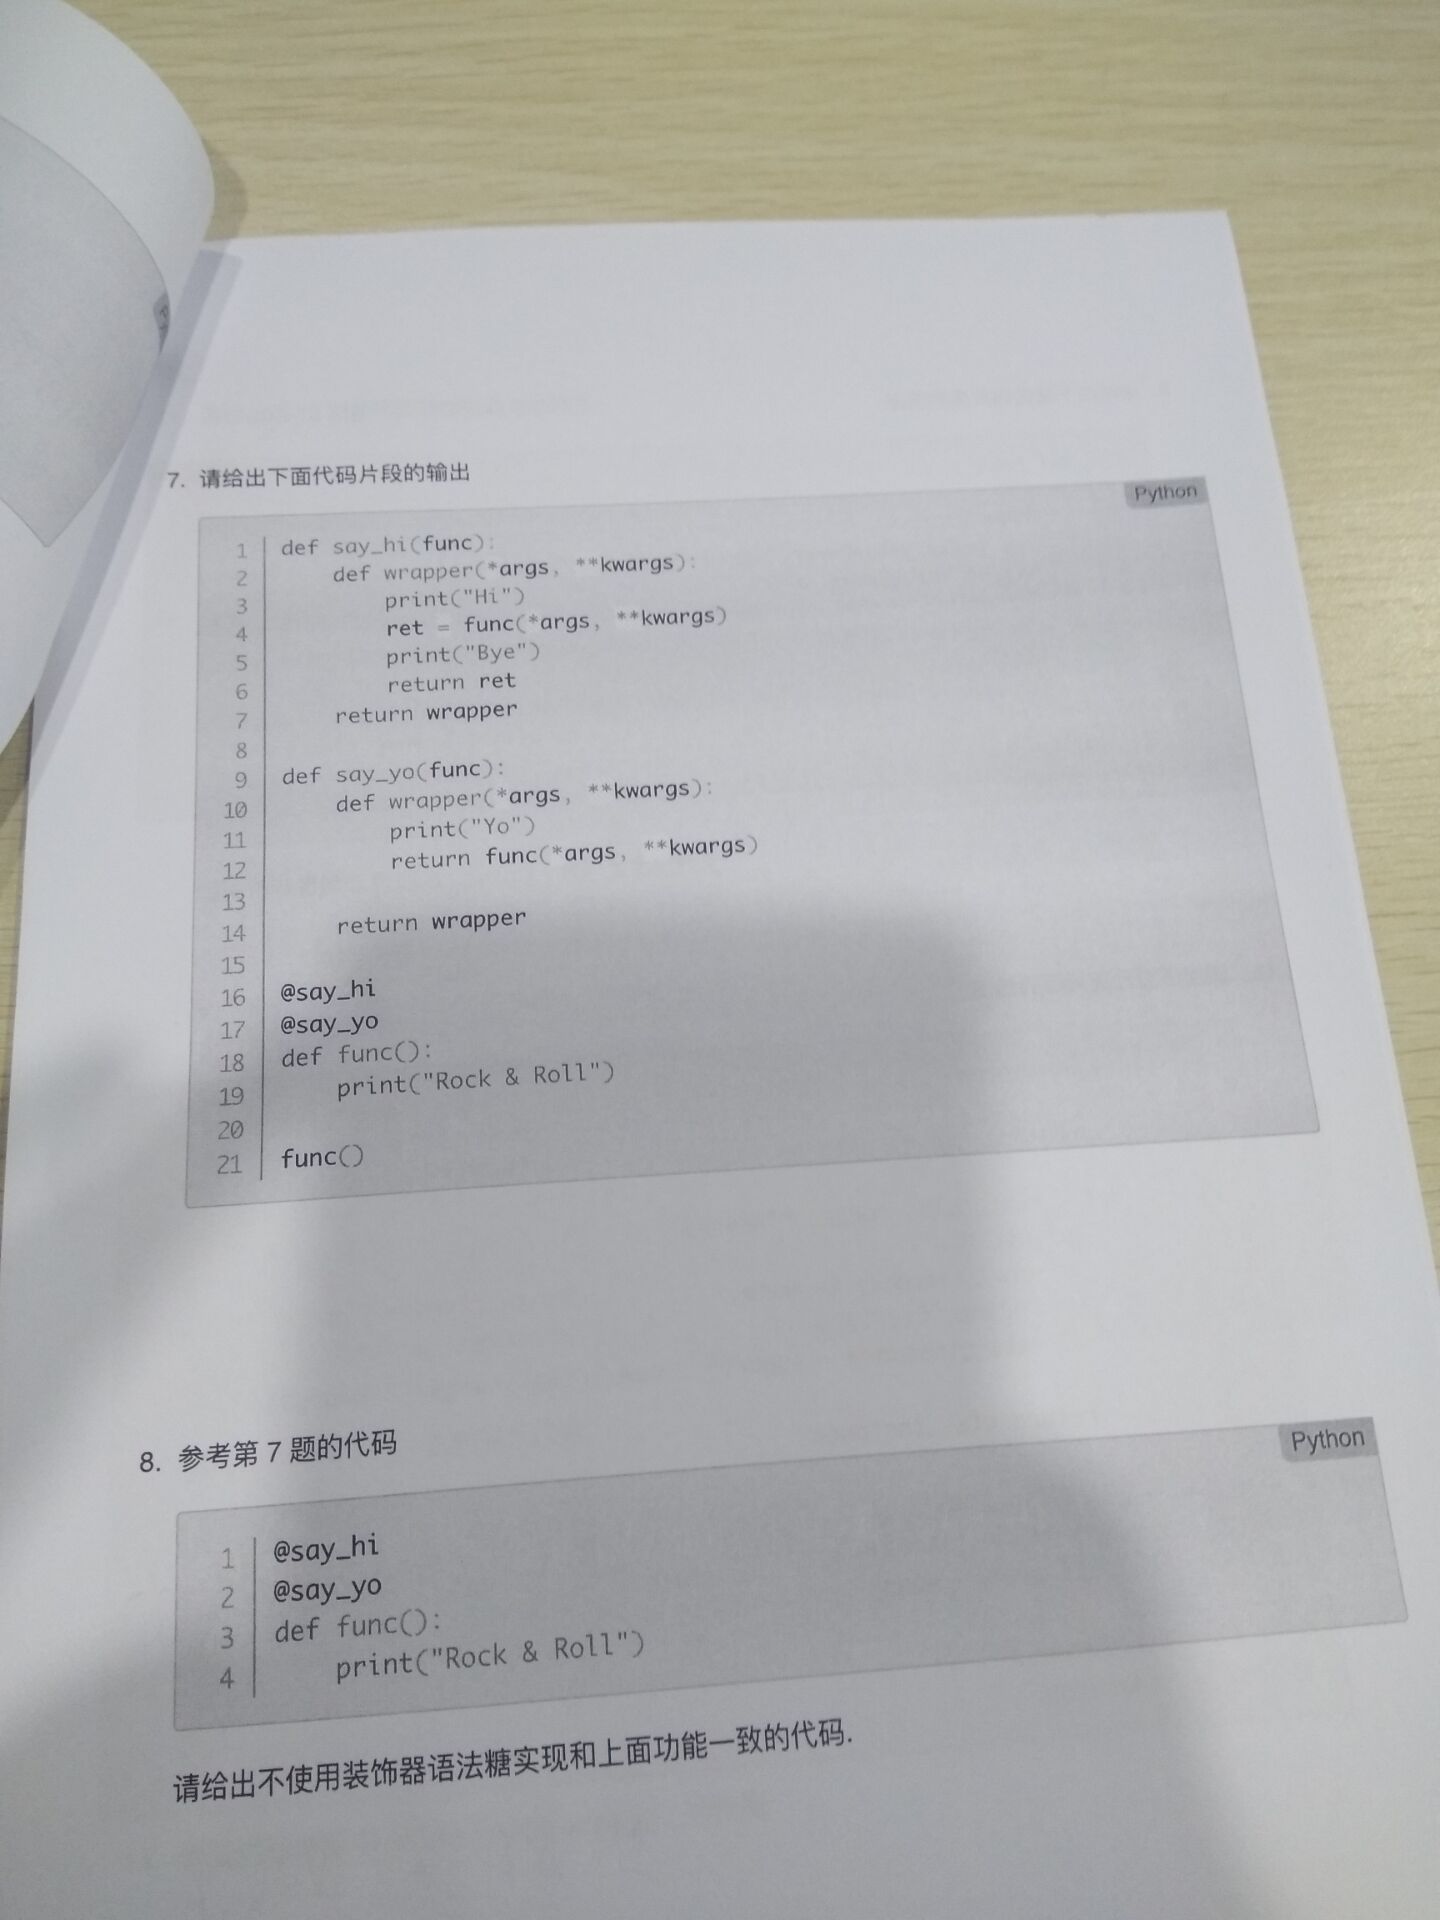 7. 请给出下面代码片段的输出
Python
1 def say_hi(func):
2     def wrapper(*args, **kwargs):
3         print("Hi")
4         ret = func(*args, **kwargs)
5         print("Bye")
6         return ret
7     return wrapper
8
9 def say_yo(func):
10     def wrapper(*args, **kwargs):
11         print("Yo")
12         return func(*args, **kwargs)
13
14     return wrapper
15
16 @say_hi
17 @say_yo
18 def func():
19     print("Rock & Roll")
20
21 func()
8. 参考第 7 题的代码
Python
1 @say_hi
2 @say_yo
3 def func():
4     print("Rock & Roll")
请给出不使用装饰器语法糖实现和上面功能一致的代码.